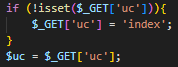 if (!isset($_GET['uc'])){
    $_GET['uc'] = 'index';
}
$uc = $_GET['uc'];